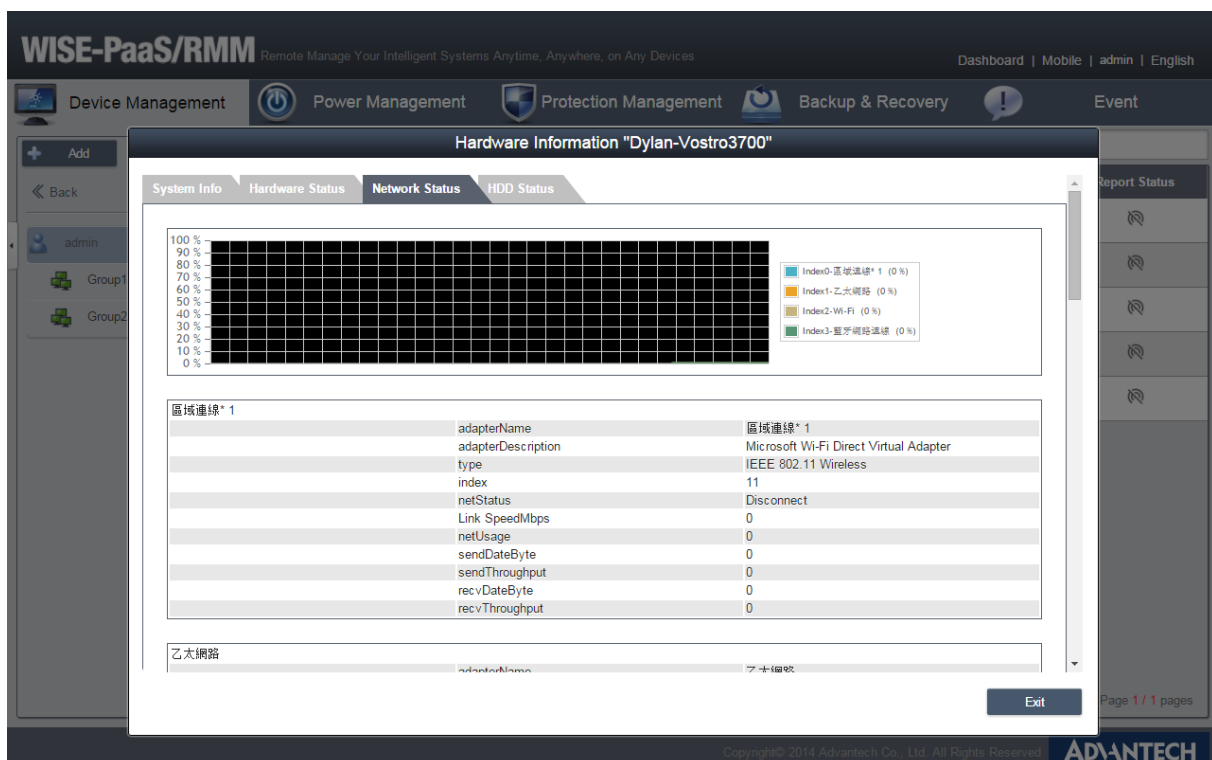 WISE-PaaS/RMM Remote Manage Your Intelligent Systems Anytime, Anywhere, on Any Devices
Dashboard | Mobile | admin | English
Device Management Power Management Protection Management Backup & Recovery Event
Hardware Information "Dylan-Vostro3700"
Add
Back
admin
Group1
Group2
Report Status
System Info Hardware Status Network Status HDD Status
100 %
90 %
80 %
70 %
60 %
50 %
40 %
30 %
20 %
10 %
0 %
Index0-區域連線* 1 (0 %)
Index1-乙太網路 (0 %)
Index2-Wi-Fi (0 %)
Index3-藍牙網路連線 (0 %)
區域連線* 1
adapterName 區域連線* 1
adapterDescription Microsoft Wi-Fi Direct Virtual Adapter
type IEEE 802.11 Wireless
index 11
netStatus Disconnect
Link SpeedMbps 0
netUsage 0
sendDateByte 0
sendThroughput 0
recvDateByte 0
recvThroughput 0
乙太網路
adapterName 乙太網路
Exit
Page 1 / 1 pages
Copyright© 2014 Advantech Co., Ltd. All Rights Reserved
ADVANTECH